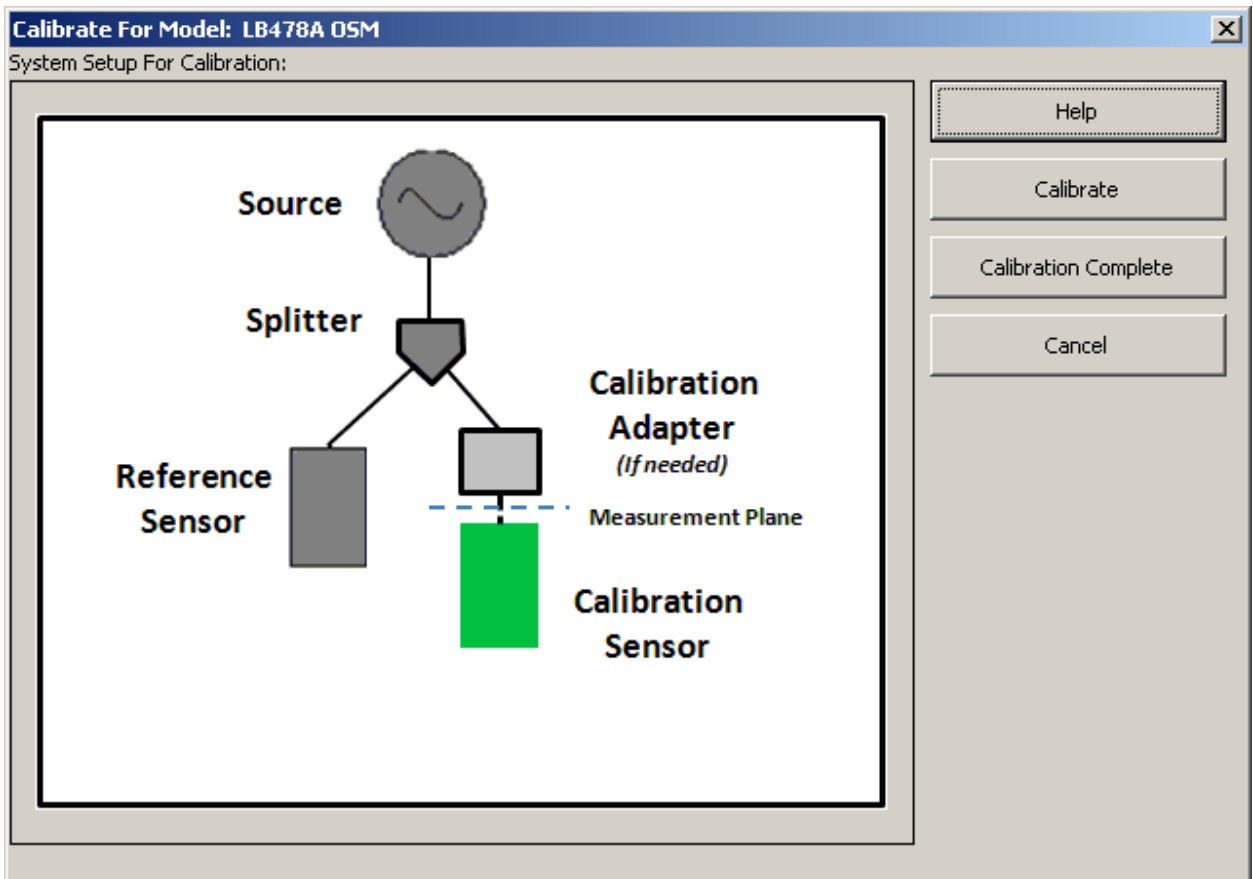 Calibrate For Model: LB478A OSM
System Setup For Calibration:
Source
Splitter
Calibration
Adapter
(If needed)
Reference
Sensor
Measurement Plane
Calibration
Sensor
Help
Calibrate
Calibration Complete
Cancel